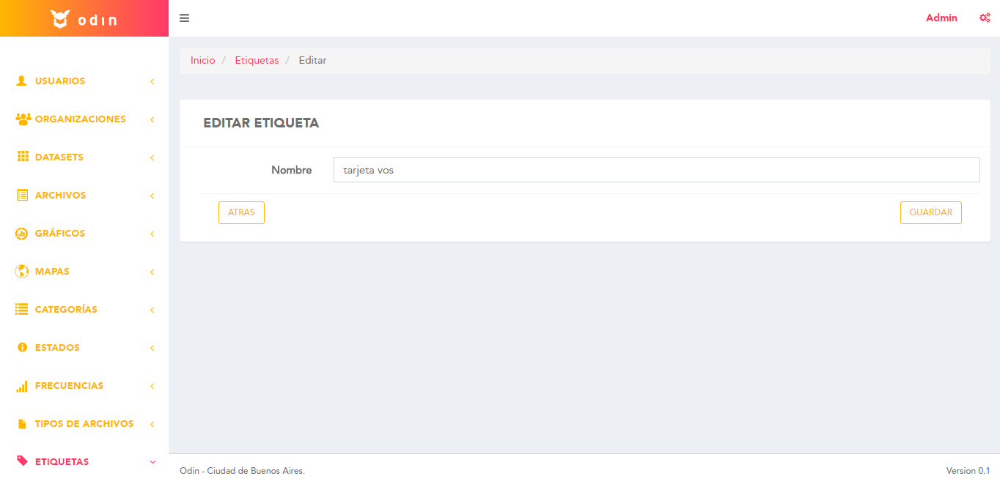 odin
Admin
Inicio / Etiquetas / Editar
USUARIOS
ORGANIZACIONES
DATASETS
ARCHIVOS
GRÁFICOS
MAPAS
CATEGORÍAS
ESTADOS
FRECUENCIAS
TIPOS DE ARCHIVOS
ETIQUETAS
EDITAR ETIQUETA
Nombre tarjeta vos
ATRAS GUARDAR
Odin - Ciudad de Buenos Aires. Version 0.1